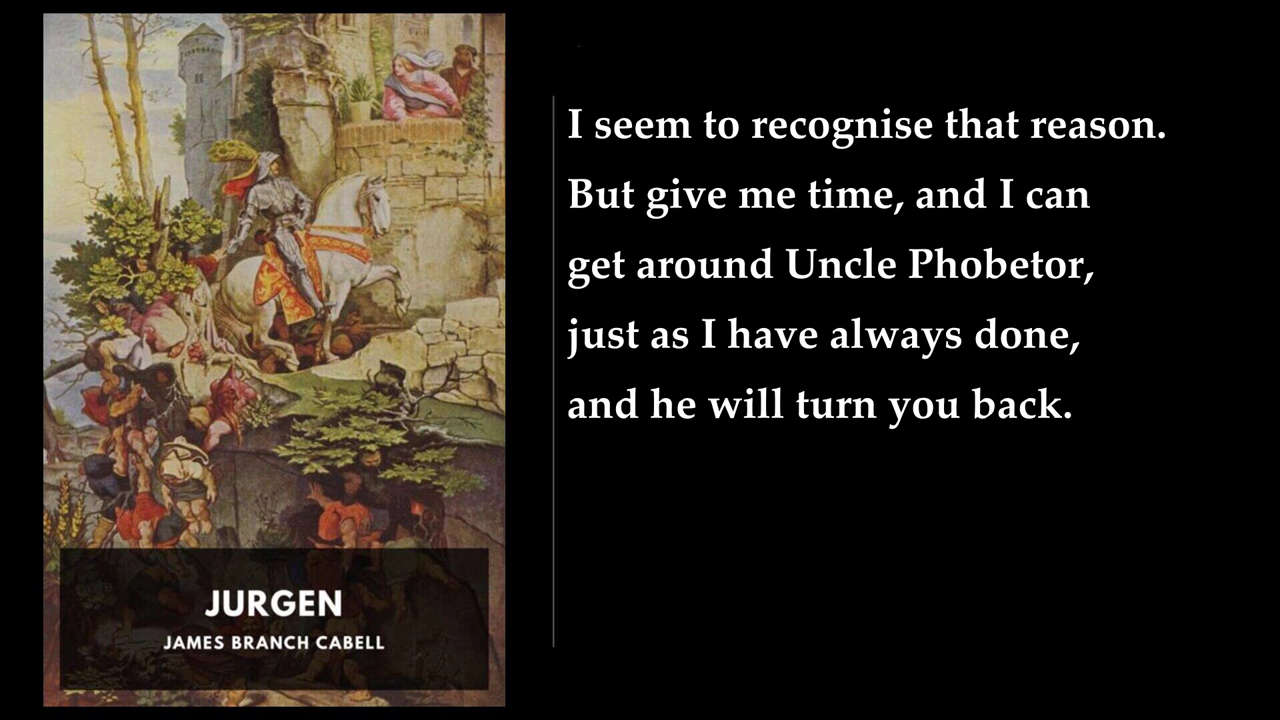 I seem to recognise that reason.
But give me time, and I can
get around Uncle Phobetor,
just as I have always done,
and he will turn you back.
JURGEN
JAMES BRANCH CABELL